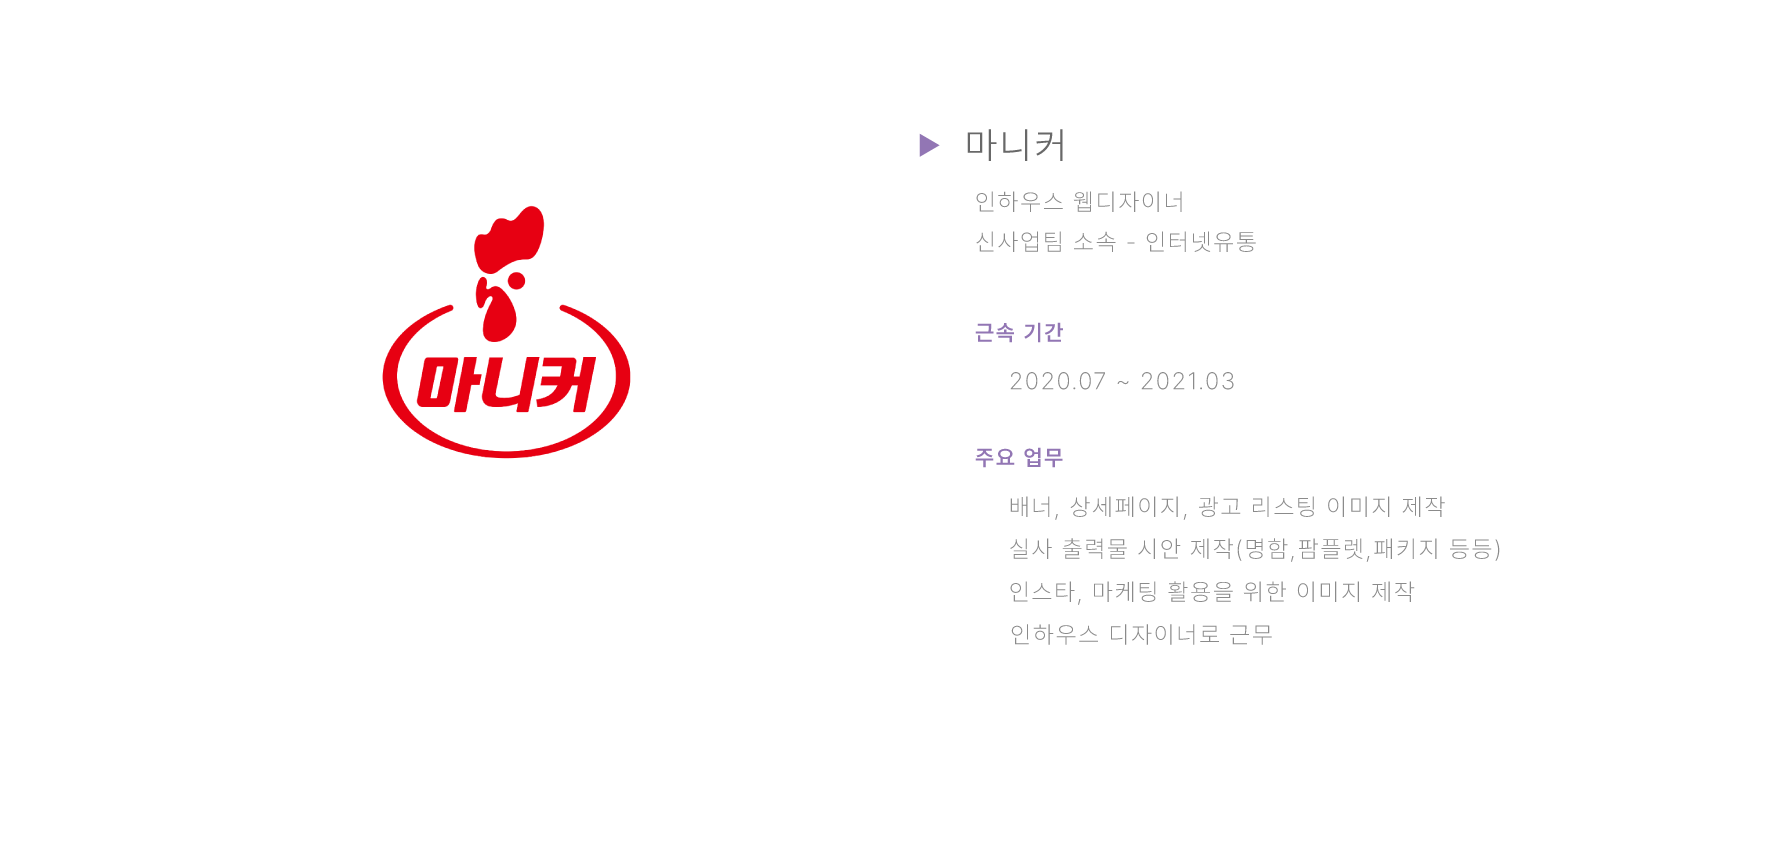 마니커
▶ 마니커
인하우스 웹디자이너
신사업팀 소속 - 인터넷유통
근속 기간
2020.07 ~ 2021.03
주요 업무
배너, 상세페이지, 광고 리스팅 이미지 제작
실사 출력물 시안 제작(명함,팜플렛,패키지 등등)
인스타, 마케팅 활용을 위한 이미지 제작
인하우스 디자이너로 근무